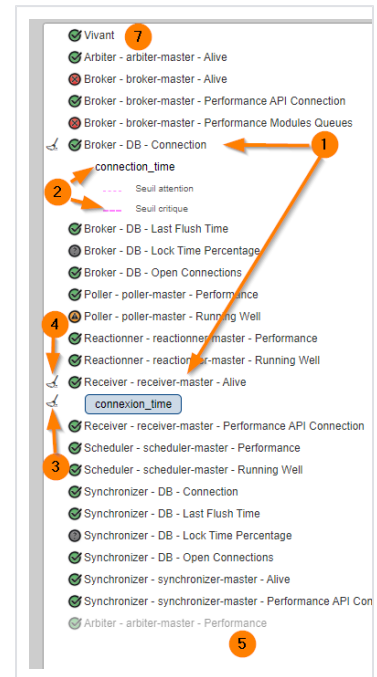 Vivant 7
Arbiter - arbiter-master - Alive
Broker - broker-master - Alive
Broker - broker-master - Performance API Connection
Broker - broker-master - Performance Modules Queues
Broker - DB - Connection 1
connection_time
2 Seuil attention
Seuil critique
Broker - DB - Last Flush Time
Broker - DB - Lock Time Percentage
Broker - DB - Open Connections
Poller - poller-master - Performance
4 Poller - poller-master - Running Well
Reactionner - reactionner-master - Performance
Reactionner - reactionner-master - Running Well
Receiver - receiver-master - Alive
connexion_time
Receiver - receiver-master - Performance API Connection
3 Scheduler - scheduler-master - Performance
Scheduler - scheduler-master - Running Well
Synchronizer - DB - Connection
Synchronizer - DB - Last Flush Time
Synchronizer - DB - Lock Time Percentage
Synchronizer - DB - Open Connections
Synchronizer - synchronizer-master - Alive
Synchronizer - synchronizer-master - Performance API Con
Arbiter - arbiter-master - Performance
5